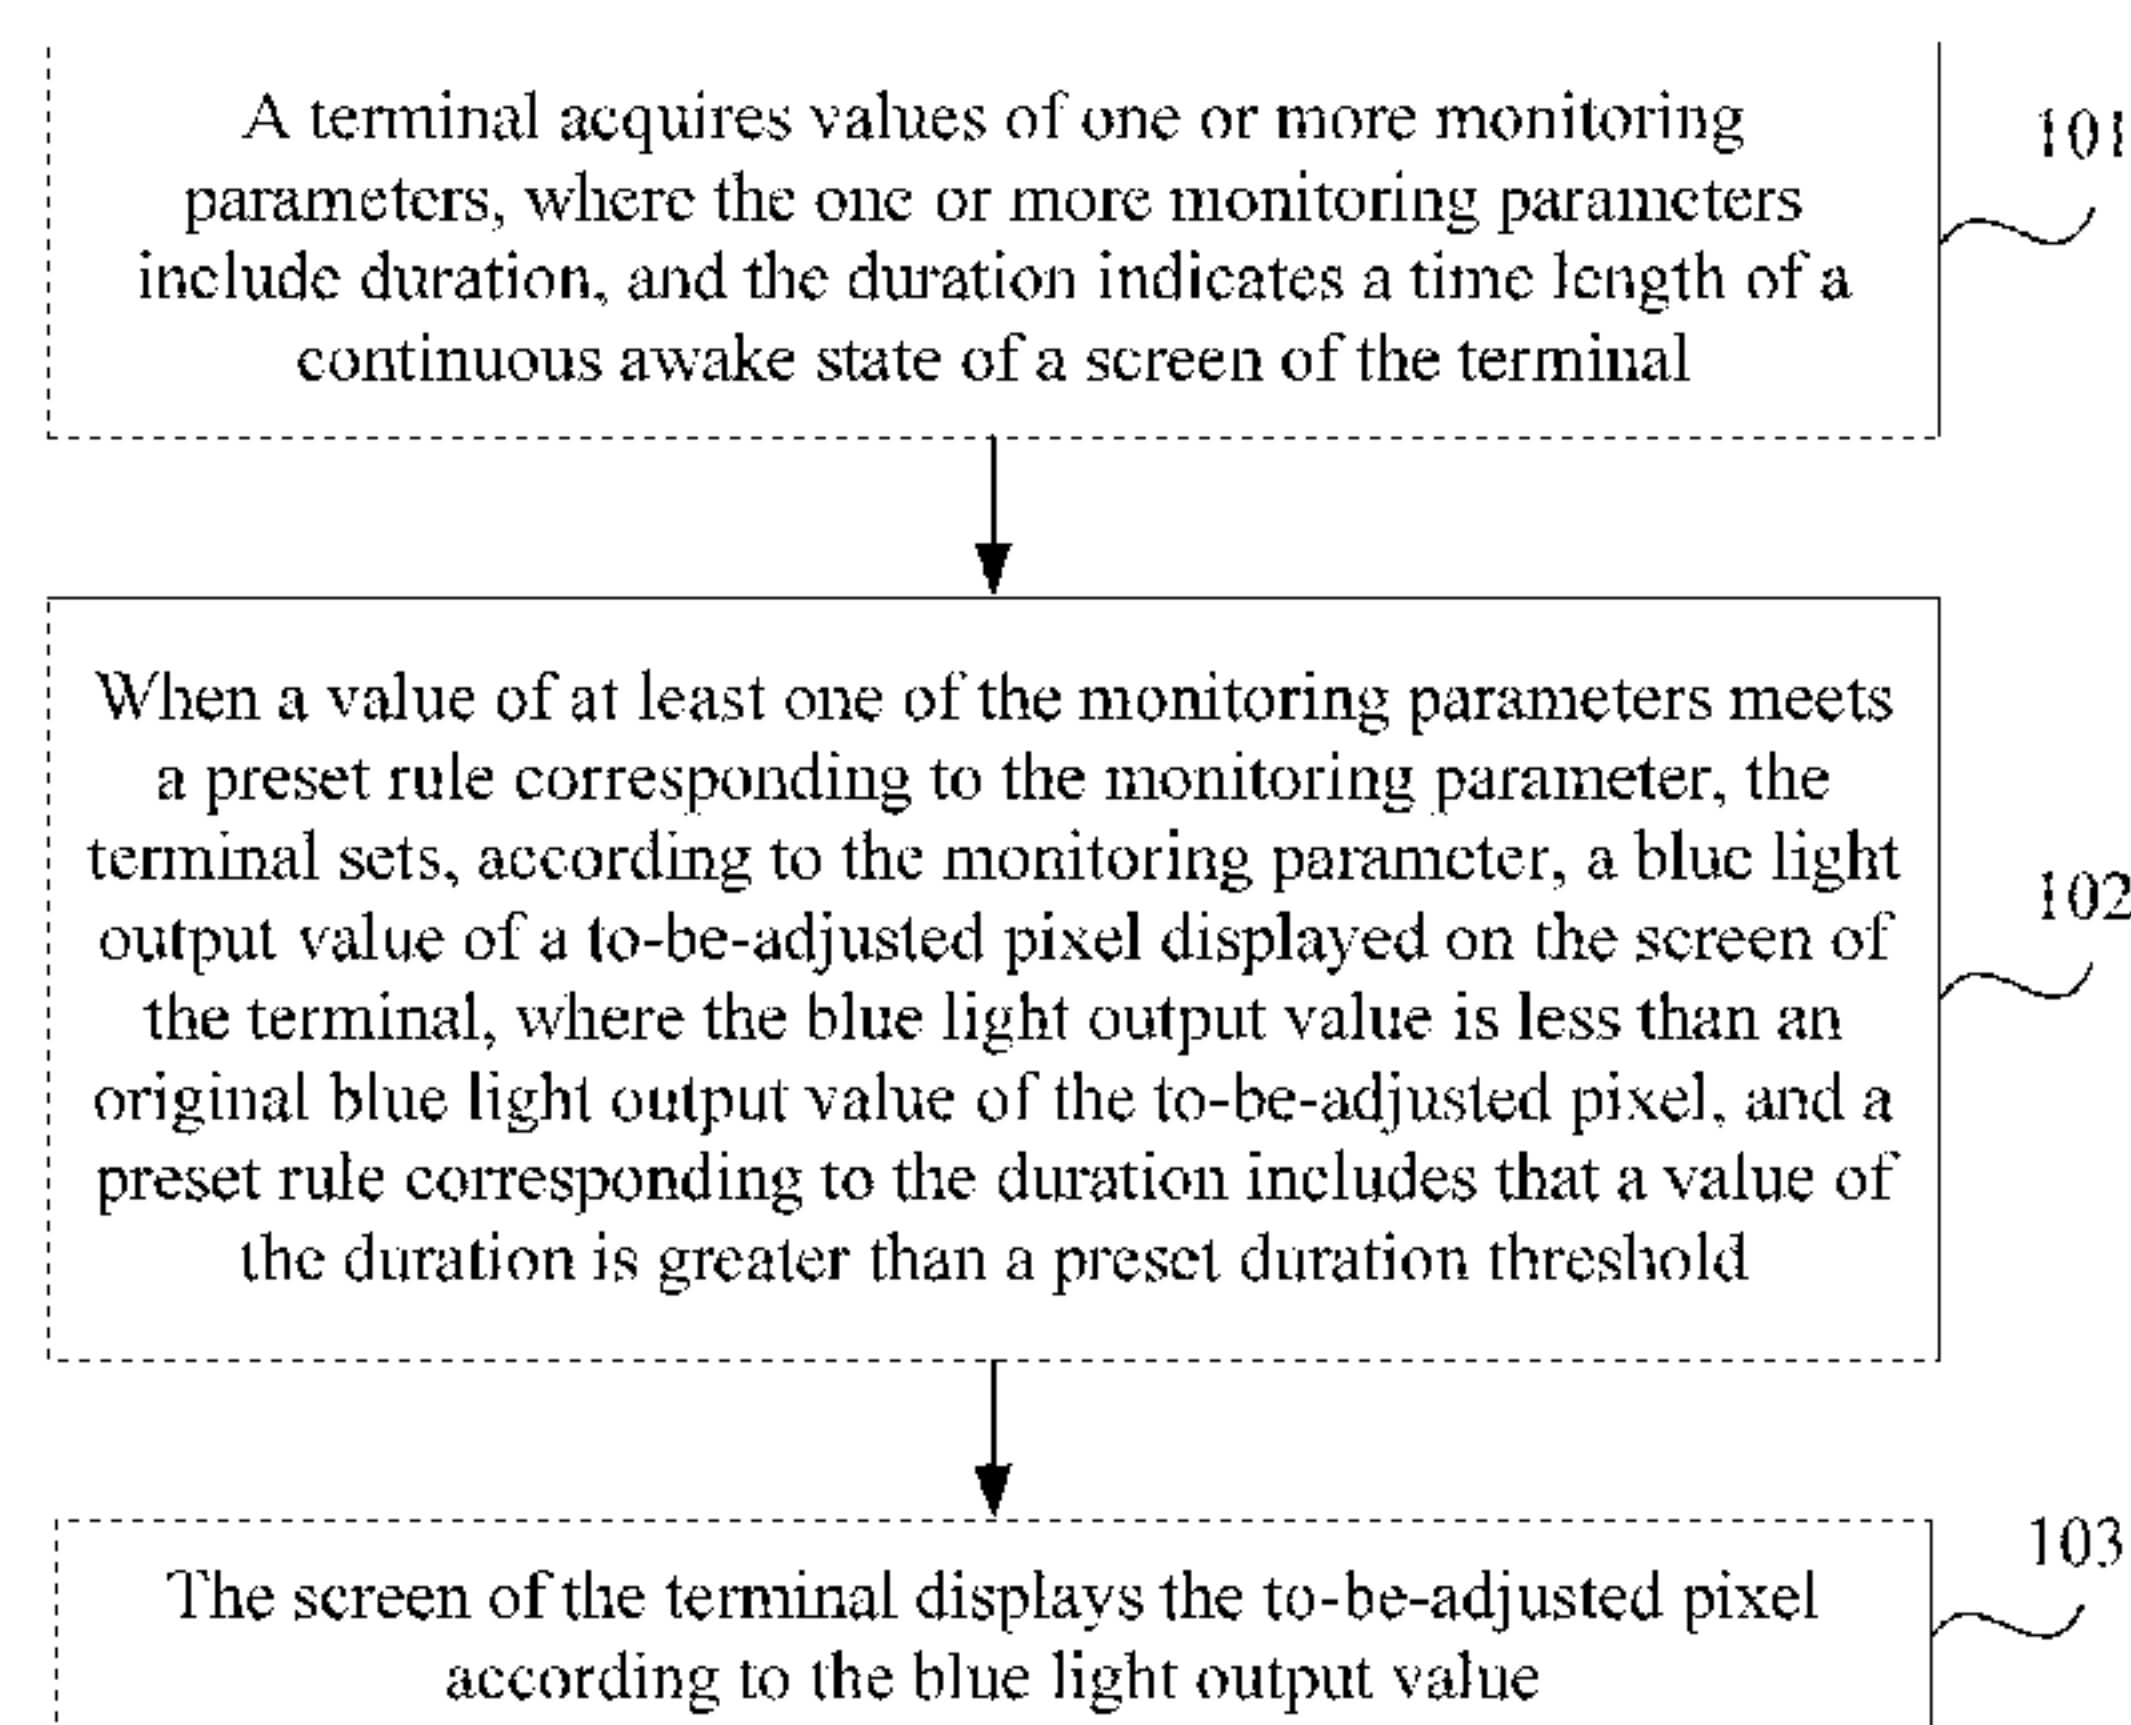 A terminal acquires values of one or more monitoring
parameters, where the one or more monitoring parameters
include duration, and the duration indicates a time length of a
continuous awake state of a screen of the terminal
101
When a value of at least one of the monitoring parameters meets
a preset rule corresponding to the monitoring parameter, the
terminal sets, according to the monitoring parameter, a blue light
output value of a to-be-adjusted pixel displayed on the screen of
the terminal, where the blue light output value is less than an
original blue light output value of the to-be-adjusted pixel, and a
preset rule corresponding to the duration includes that a value of
the duration is greater than a preset duration threshold
102
The screen of the terminal displays the to-be-adjusted pixel
according to the blue light output value
103